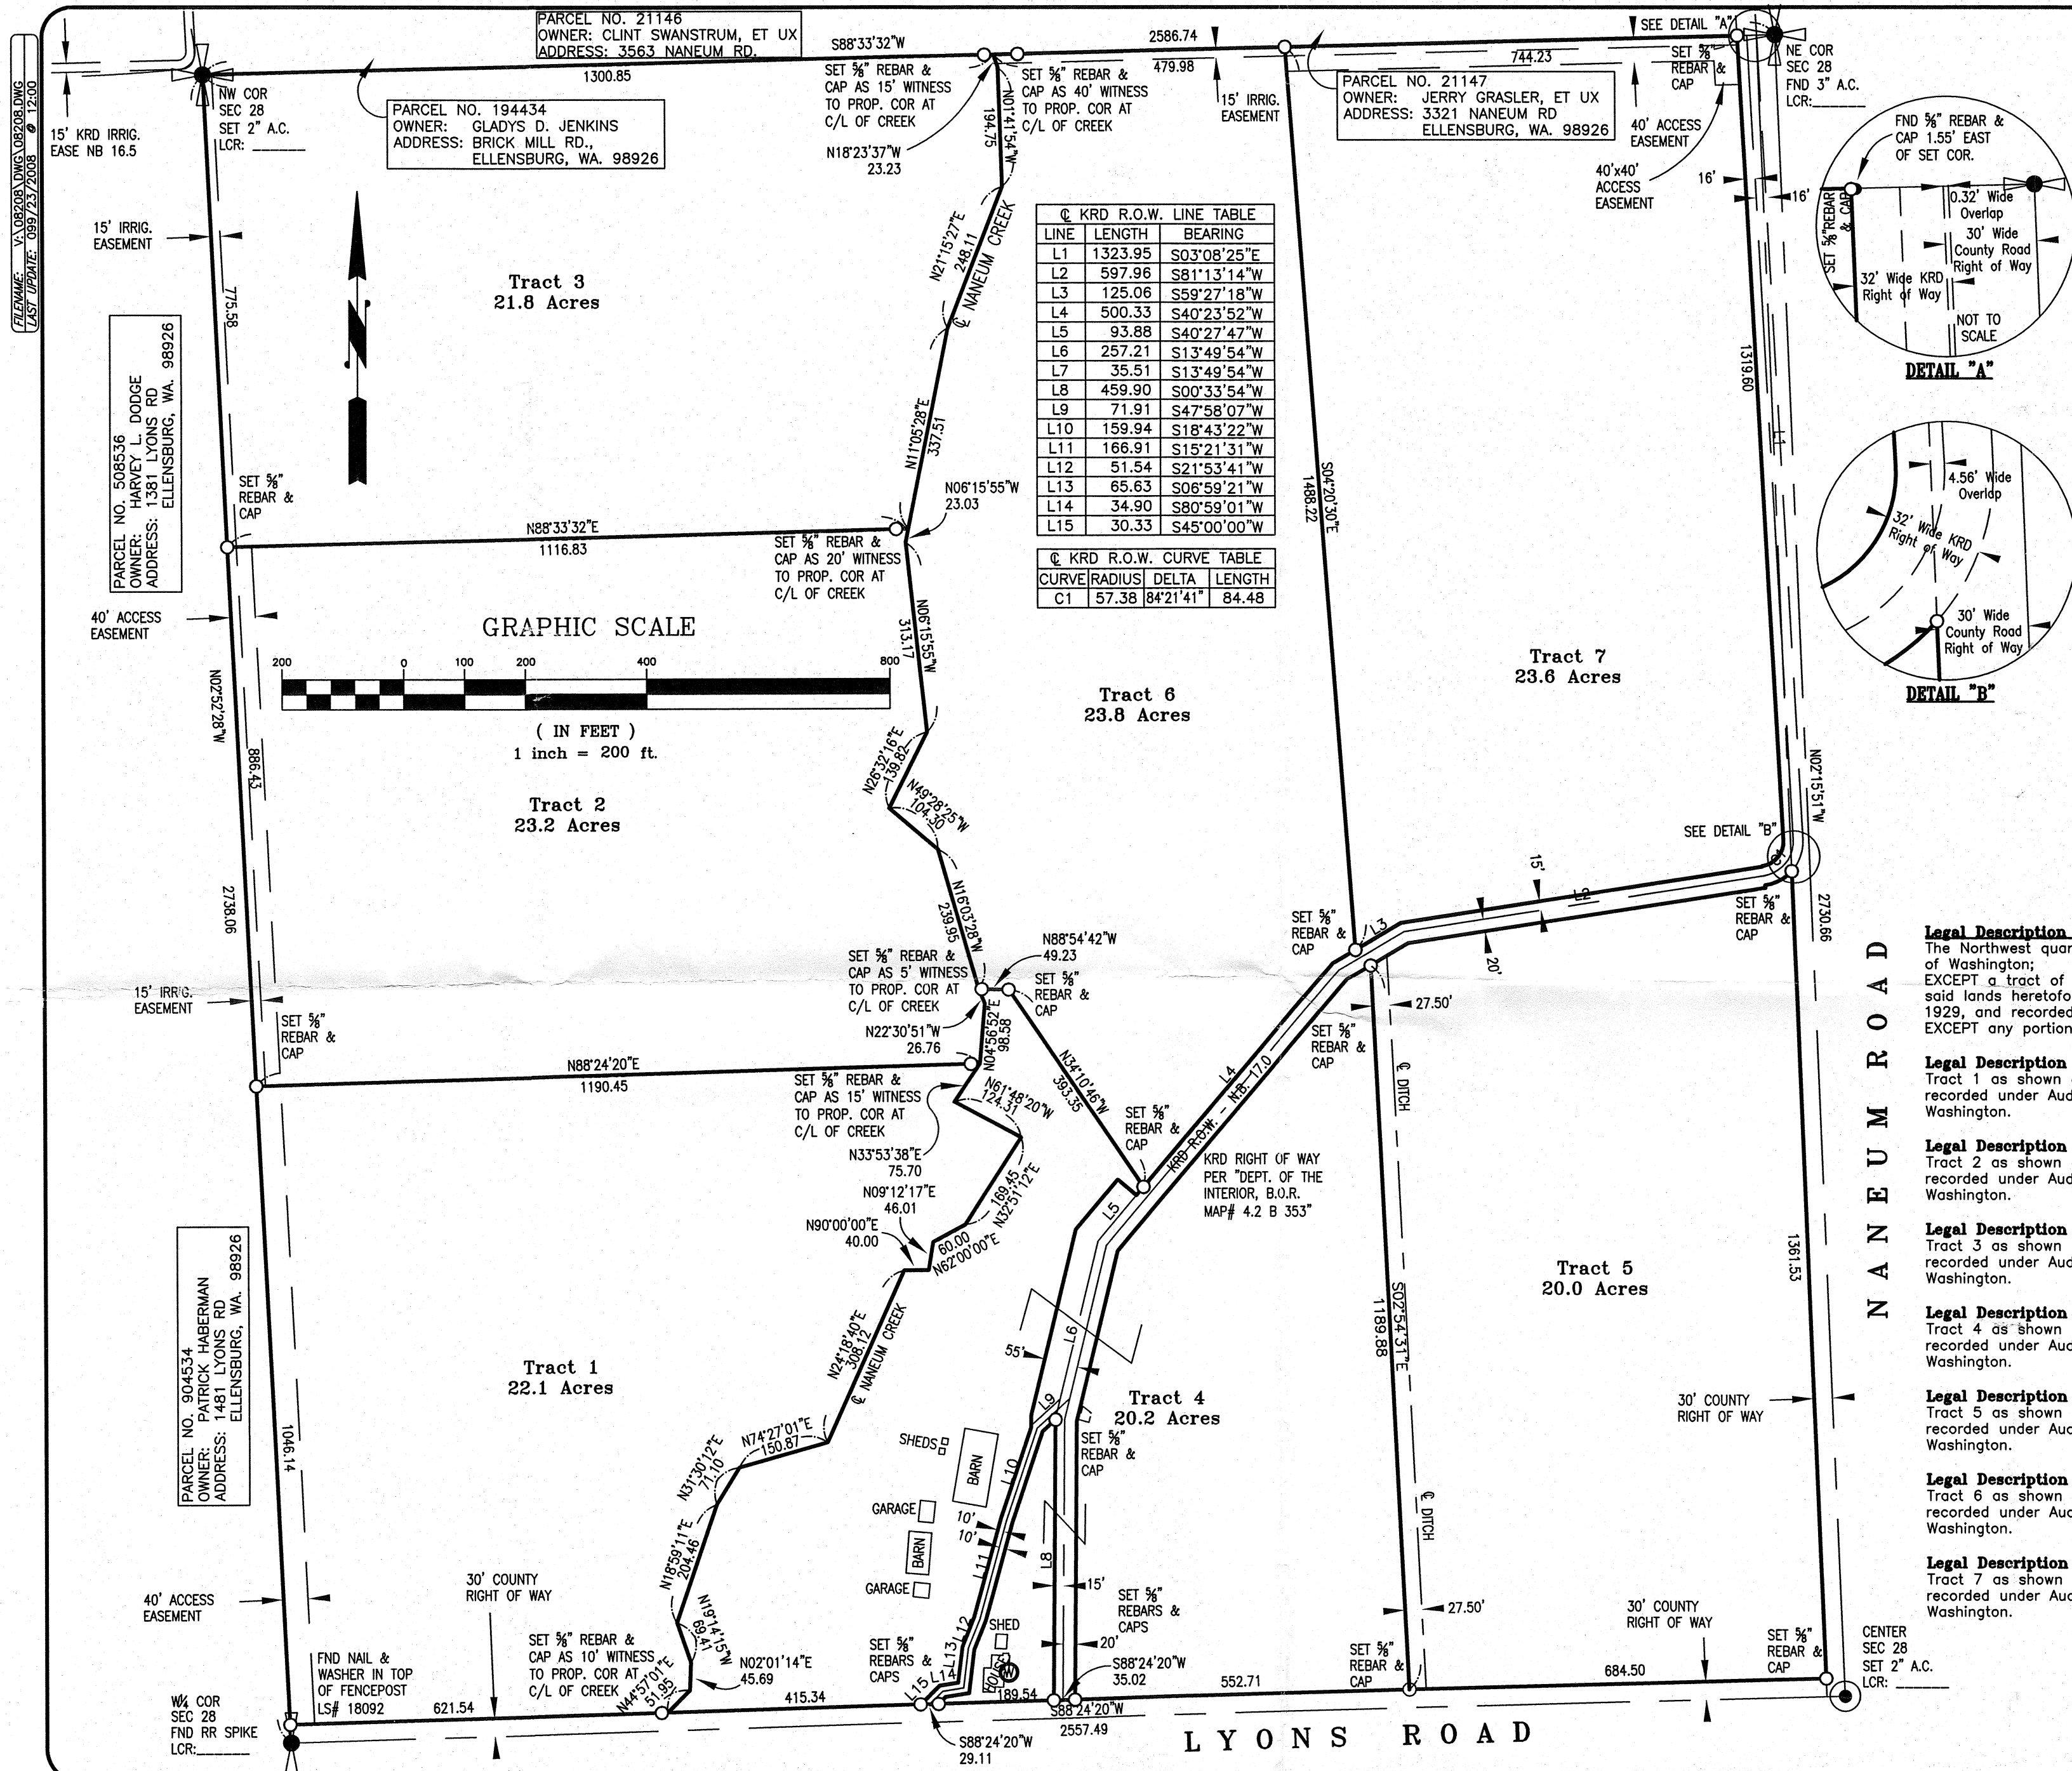 FILENAME: V:\08208\DWG\08208.DWG
LAST UPDATE: 09/23/2008 @ 12:00
PARCEL NO. 21146
OWNER: CLINT SWANSTRUM, ET UX
ADDRESS: 3563 NANEUM RD.
S88°33'32"W
2586.74
1300.85
479.98
744.23
SEE DETAIL "A"
NW COR
SEC 28
SET 2" A.C.
LCR: ______
15' KRD IRRIG.
EASE NB 16.5
PARCEL NO. 194434
OWNER: GLADYS D. JENKINS
ADDRESS: BRICK MILL RD.,
ELLENSBURG, WA. 98926
SET ⅝" REBAR &
CAP AS 15' WITNESS
TO PROP. COR AT
C/L OF CREEK
N18°23'37"W
23.23
SET ⅝" REBAR &
CAP AS 40' WITNESS
TO PROP. COR AT
C/L OF CREEK
N01°41'54"W
194.75
15' IRRIG.
EASEMENT
PARCEL NO. 21147
OWNER: JERRY GRASLER, ET UX
ADDRESS: 3321 NANEUM RD
ELLENSBURG, WA. 98926
SET ⅝"
REBAR &
CAP
NE COR
SEC 28
FND 3" A.C.
LCR:______
40' ACCESS
EASEMENT
40'x40'
ACCESS
EASEMENT
16'
16'
FND ⅝" REBAR &
CAP 1.55' EAST
OF SET COR.
SET ⅝"REBAR
& CAP
0.32' Wide
Overlap
30' Wide
County Road
Right of Way
32' Wide KRD
Right of Way
NOT TO
SCALE
DETAIL "A"
15' IRRIG.
EASEMENT
775.58
Tract 3
21.8 Acres
N
N21°15'27"E
248.11
℄ NANEUM CREEK
℄ KRD R.O.W. LINE TABLE
LINE LENGTH BEARING
L1 1323.95 S03°08'25"E
L2 597.96 S81°13'14"W
L3 125.06 S59°27'18"W
L4 500.33 S40°23'52"W
L5 93.88 S40°27'47"W
L6 257.21 S13°49'54"W
L7 35.51 S13°49'54"W
L8 459.90 S00°33'54"W
L9 71.91 S47°58'07"W
L10 159.94 S18°43'22"W
L11 166.91 S15°21'31"W
L12 51.54 S21°53'41"W
L13 65.63 S06°59'21"W
L14 34.90 S80°59'01"W
L15 30.33 S45°00'00"W
℄ KRD R.O.W. CURVE TABLE
CURVE RADIUS DELTA LENGTH
C1 57.38 84°21'41" 84.48
1319.60
L1
PARCEL NO. 508536
OWNER: HARVEY L. DODGE
ADDRESS: 1381 LYONS RD
ELLENSBURG, WA. 98926
N11°05'28"E
337.51
S04°20'30"E
1488.22
4.56' Wide
Overlap
32' Wide KRD
Right of Way
30' Wide
County Road
Right of Way
DETAIL "B"
SET ⅝"
REBAR &
CAP
N88°33'32"E
1116.83
N06°15'55"W
23.03
SET ⅝" REBAR &
CAP AS 20' WITNESS
TO PROP. COR AT
C/L OF CREEK
40' ACCESS
EASEMENT
GRAPHIC SCALE
200 0 100 200 400 800
( IN FEET )
1 inch = 200 ft.
N06°15'55"W
313.17
N02°52'28"W
886.43
2738.06
Tract 6
23.8 Acres
Tract 7
23.6 Acres
Tract 2
23.2 Acres
N26°32'16"E
139.82
N49°28'25"W
104.30
N02°15'51"W
SEE DETAIL "B"
C1
15'
L2
SET ⅝"
REBAR &
CAP
2730.66
N16°03'28"W
239.95
N88°54'42"W
49.23
SET ⅝" REBAR &
CAP AS 5' WITNESS
TO PROP. COR AT
C/L OF CREEK
SET ⅝"
REBAR &
CAP
SET ⅝"
REBAR &
CAP
L3
20'
27.50'
N22°30'51"W
26.76
N04°56'52"E
98.58
15' IRRIG.
EASEMENT
SET ⅝"
REBAR &
CAP
N88°24'20"E
1190.45
SET ⅝" REBAR &
CAP AS 15' WITNESS
TO PROP. COR AT
C/L OF CREEK
N61°48'20"W
124.31
N34°10'46"W
393.35
SET ⅝"
REBAR &
CAP
L4
KRD R.O.W. - N.B. 17.0
SET ⅝"
REBAR &
CAP
℄ DITCH
N33°53'38"E
75.70
N09°12'17"E
46.01
N90°00'00"E
40.00
169.45
N32°51'12"E
60.00
N62°00'00"E
L5
KRD RIGHT OF WAY
PER "DEPT. OF THE
INTERIOR, B.O.R.
MAP# 4.2 B 353"
NANEUM ROAD
Legal Description
The Northwest quar
of Washington;
EXCEPT a tract of
said lands heretofo
1929, and recorded
EXCEPT any portion
Legal Description
Tract 1 as shown
recorded under Aud
Washington.
Legal Description
Tract 2 as shown
recorded under Aud
Washington.
Legal Description
Tract 3 as shown
recorded under Aud
Washington.
Legal Description
Tract 4 as shown
recorded under Aud
Washington.
Legal Description
Tract 5 as shown
recorded under Aud
Washington.
Legal Description
Tract 6 as shown
recorded under Aud
Washington.
Legal Description
Tract 7 as shown
recorded under Aud
Washington.
PARCEL NO. 904534
OWNER: PATRICK HABERMAN
ADDRESS: 1481 LYONS RD
ELLENSBURG, WA. 98926
1046.14
Tract 1
22.1 Acres
N24°18'40"E
308.12
℄ NANEUM CREEK
55'
L6
S02°54'31"E
1189.88
Tract 5
20.0 Acres
1361.53
Tract 4
20.2 Acres
L9
L7
30' COUNTY
RIGHT OF WAY
N74°27'01"E
150.87
N31°30'12"E
71.10
SHEDS
BARN
L10
SET ⅝"
REBAR &
CAP
GARAGE
10'
10'
BARN
L11
L8
GARAGE
℄ DITCH
N18°59'11"E
204.46
N19°14'15"W
69.41
15'
SET ⅝"
REBARS &
CAPS
27.50'
40' ACCESS
EASEMENT
30' COUNTY
RIGHT OF WAY
30' COUNTY
RIGHT OF WAY
FND NAIL &
WASHER IN TOP
OF FENCEPOST
LS# 18092
SET ⅝" REBAR &
CAP AS 10' WITNESS
TO PROP. COR AT
C/L OF CREEK
N44°57'01"E
51.95
N02°01'14"E
45.69
SET ⅝"
REBARS &
CAPS
L12
L13
L14
L15
SHED
HOUSE
W
20'
S88°24'20"W
35.02
SET ⅝"
REBAR &
CAP
SET ⅝"
REBAR &
CAP
CENTER
SEC 28
SET 2" A.C.
LCR: ______
W¼ COR
SEC 28
FND RR SPIKE
LCR:______
621.54
415.34
189.54
552.71
684.50
S88°24'20"W
2557.49
S88°24'20"W
29.11
LYONS ROAD